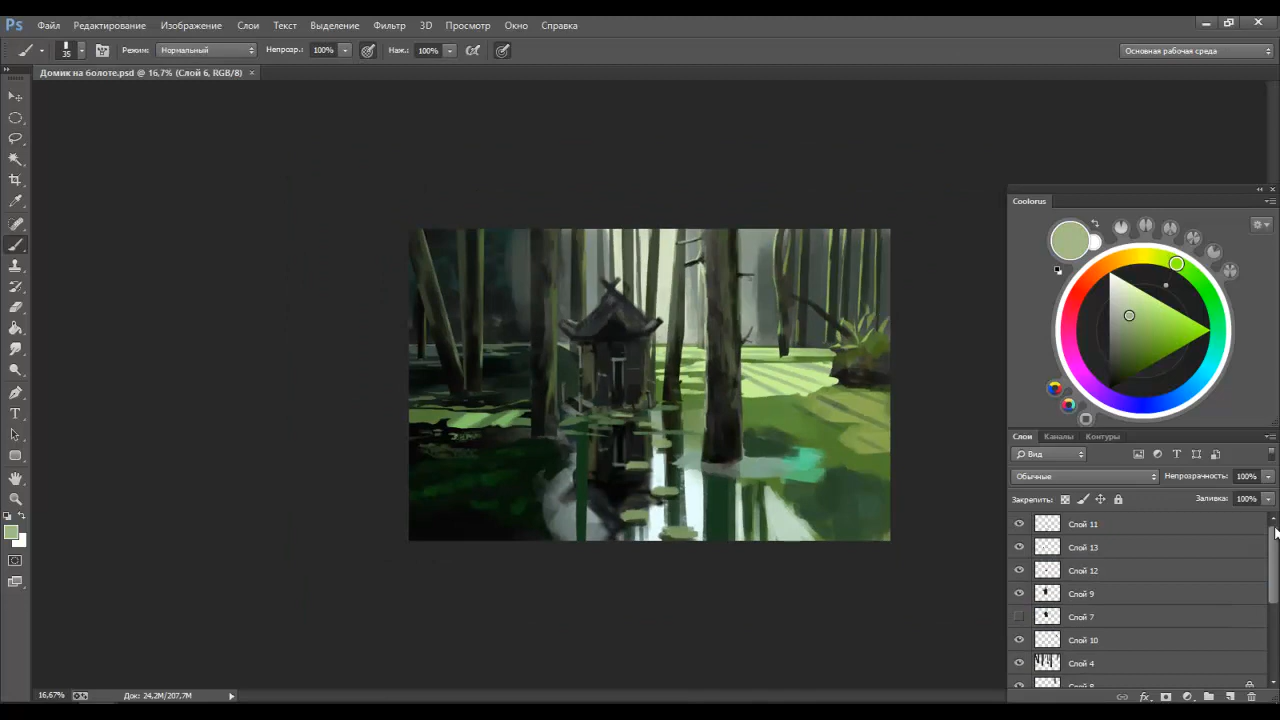 Ps Файл Редактирование Изображение Слои Текст Выделение Фильтр 3D Просмотр Окно Справка
35 Режим: Нормальный Непрозр.: 100% Наж.: 100% Основная рабочая среда
Домик на болоте.psd @ 16,7% (Слой 6, RGB/8) ×
Coolorus
Слои Каналы Контуры
Вид
Обычные Непрозрачность: 100%
Закрепить: Заливка: 100%
Слой 11
Слой 13
Слой 12
Слой 9
Слой 7
Слой 10
Слой 4
Слой 8
16,67% Док: 24,2M/207,7M